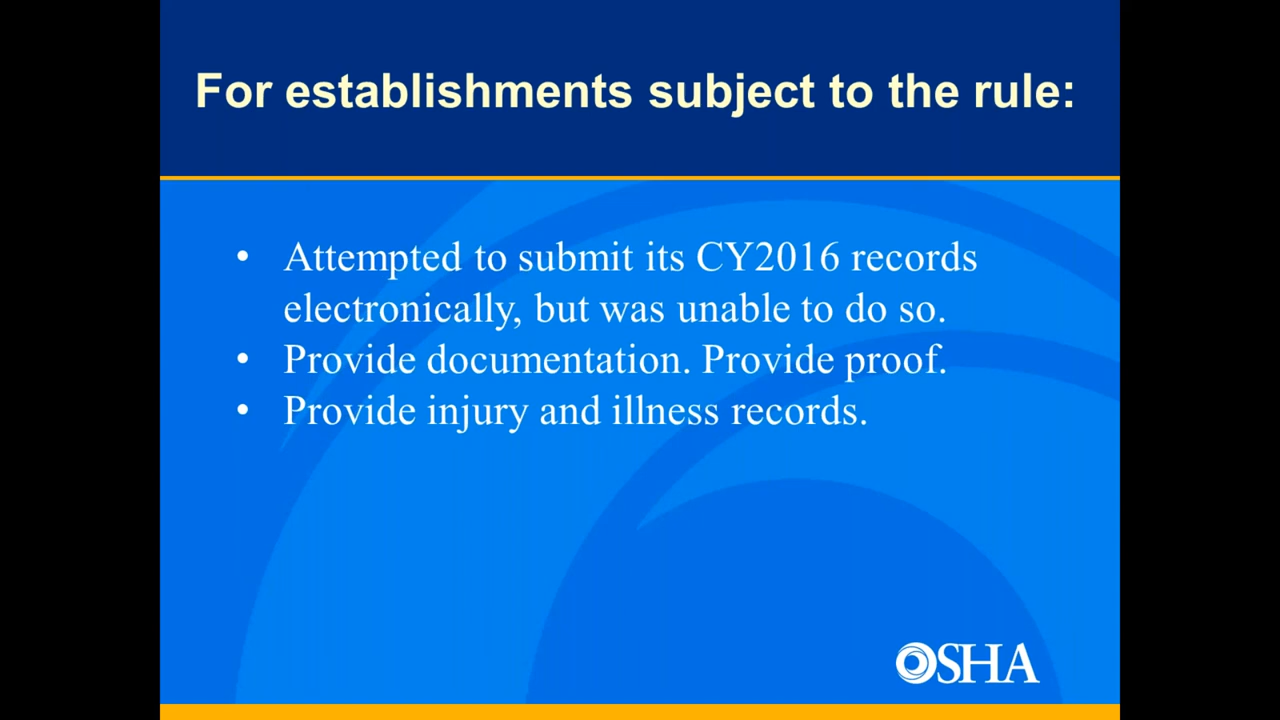 For establishments subject to the rule:
• Attempted to submit its CY2016 records
electronically, but was unable to do so.
• Provide documentation. Provide proof.
• Provide injury and illness records.
OSHA